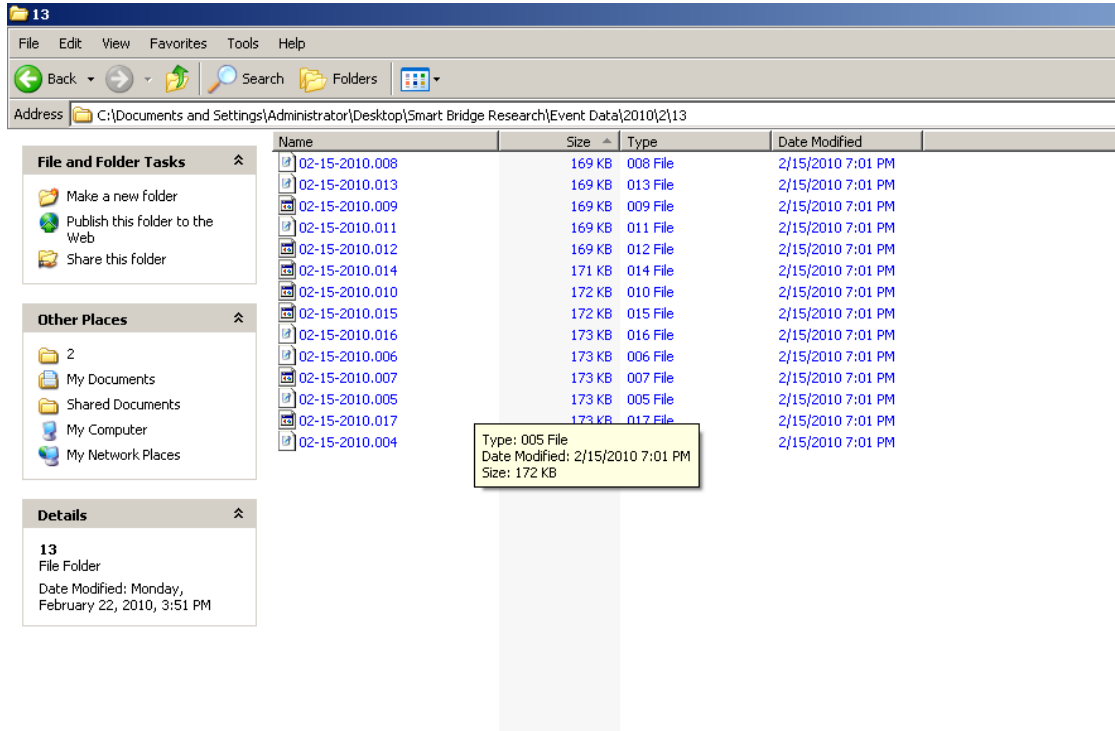 13
File Edit View Favorites Tools Help
Back Search Folders
Address C:\Documents and Settings\Administrator\Desktop\Smart Bridge Research\Event Data\2010\2\13
File and Folder Tasks
Make a new folder
Publish this folder to the
Web
Share this folder
Other Places
2
My Documents
Shared Documents
My Computer
My Network Places
Details
13
File Folder
Date Modified: Monday,
February 22, 2010, 3:51 PM
Name Size Type Date Modified
02-15-2010.008 169 KB 008 File 2/15/2010 7:01 PM
02-15-2010.013 169 KB 013 File 2/15/2010 7:01 PM
02-15-2010.009 169 KB 009 File 2/15/2010 7:01 PM
02-15-2010.011 169 KB 011 File 2/15/2010 7:01 PM
02-15-2010.012 169 KB 012 File 2/15/2010 7:01 PM
02-15-2010.014 171 KB 014 File 2/15/2010 7:01 PM
02-15-2010.010 172 KB 010 File 2/15/2010 7:01 PM
02-15-2010.015 172 KB 015 File 2/15/2010 7:01 PM
02-15-2010.016 173 KB 016 File 2/15/2010 7:01 PM
02-15-2010.006 173 KB 006 File 2/15/2010 7:01 PM
02-15-2010.007 173 KB 007 File 2/15/2010 7:01 PM
02-15-2010.005 173 KB 005 File 2/15/2010 7:01 PM
02-15-2010.017 173 KB 017 File 2/15/2010 7:01 PM
02-15-2010.004 2/15/2010 7:01 PM
Type: 005 File
Date Modified: 2/15/2010 7:01 PM
Size: 172 KB